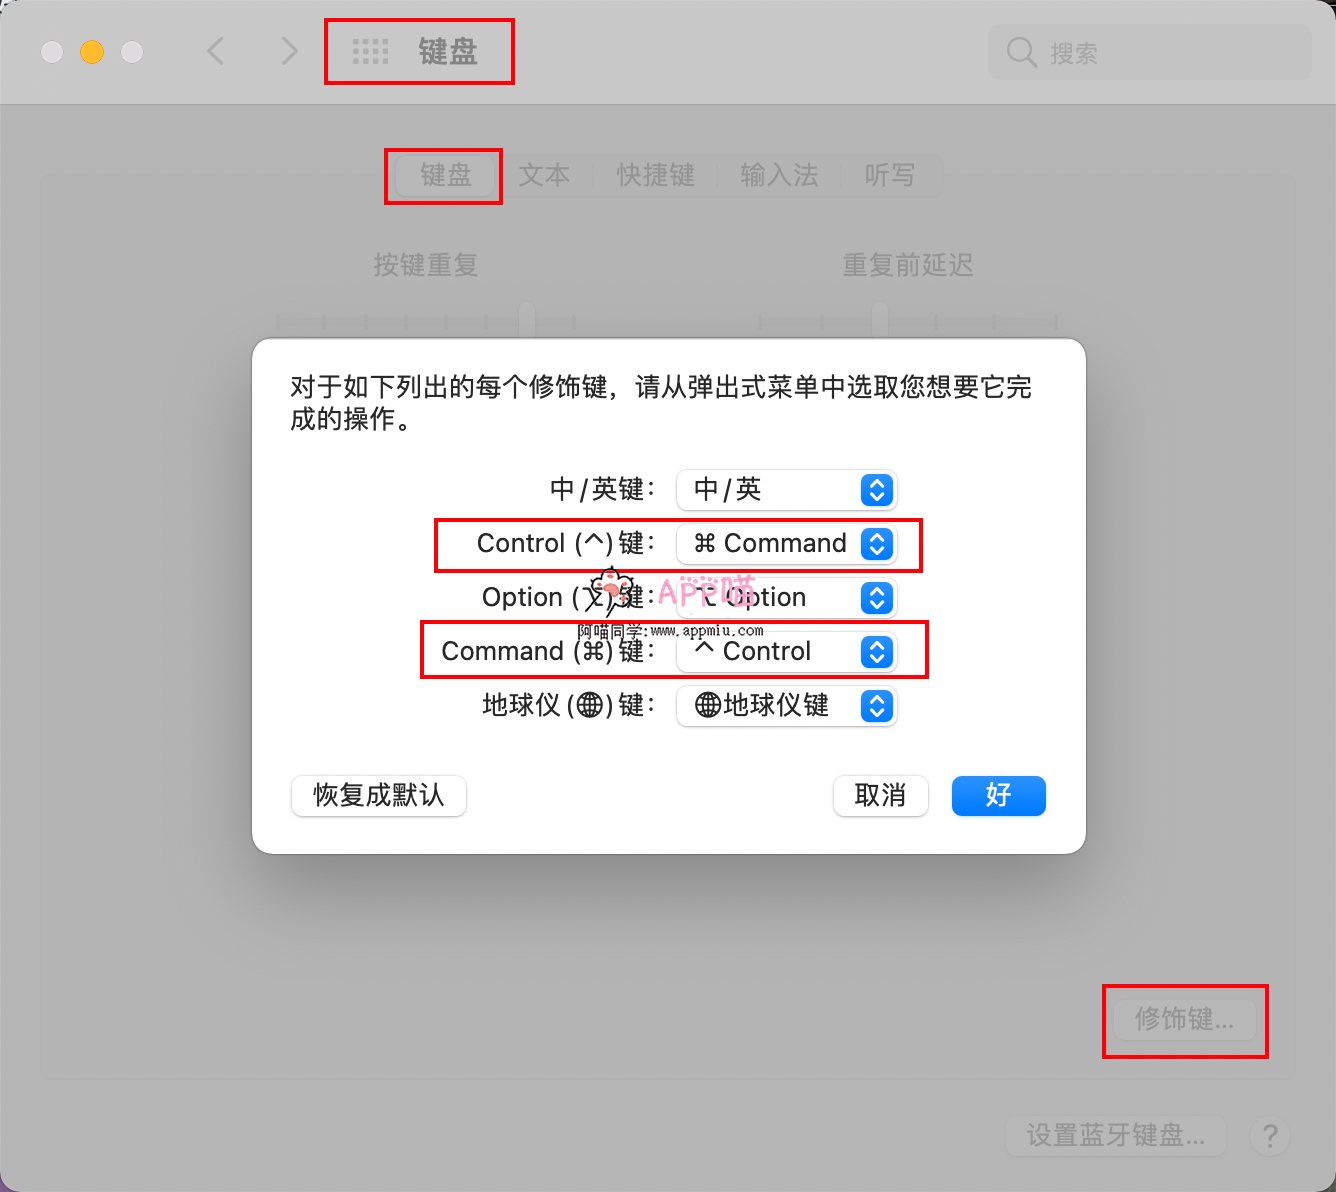 键盘
搜索
键盘 文本 快捷键 输入法 听写
按键重复 重复前延迟
对于如下列出的每个修饰键，请从弹出式菜单中选取您想要它完
成的操作。
中/英键： 中/英
Control (^) 键： ⌘ Command
Option (⌥) 键： ⌥ Option
APP喵
阿喵同学:www.appmiu.com
Command (⌘) 键： ^ Control
地球仪 (🌐) 键： 🌐地球仪键
恢复成默认 取消 好
修饰键...
设置蓝牙键盘... ?